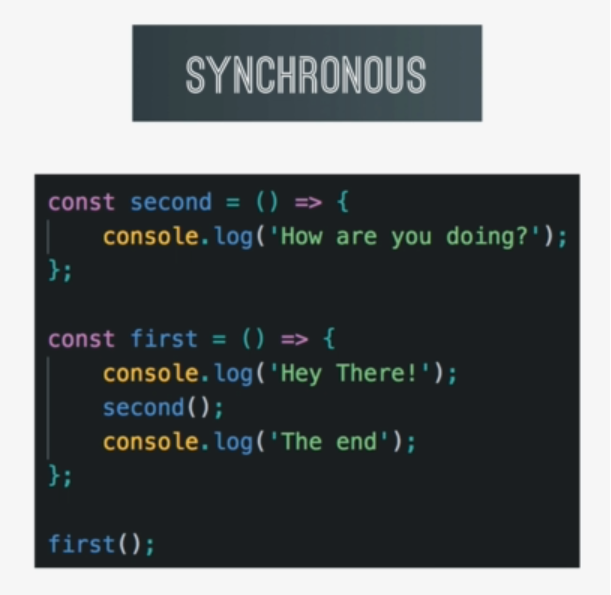 SYNCHRONOUS
const second = () => {
    console.log('How are you doing?');
};
const first = () => {
    console.log('Hey There!');
    second();
    console.log('The end');
};
first();